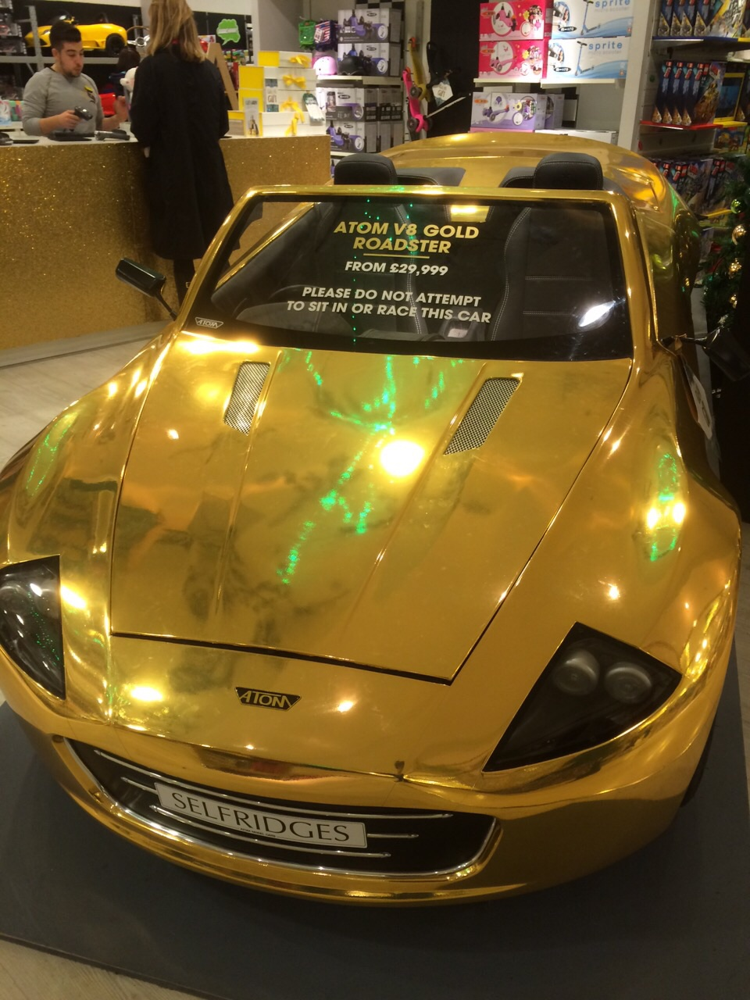 sprite
sprite
ATOM V8 GOLD
ROADSTER
FROM £29,999
PLEASE DO NOT ATTEMPT
TO SIT IN OR RACE THIS CAR
ATOM
ATOM
SELFRIDGES